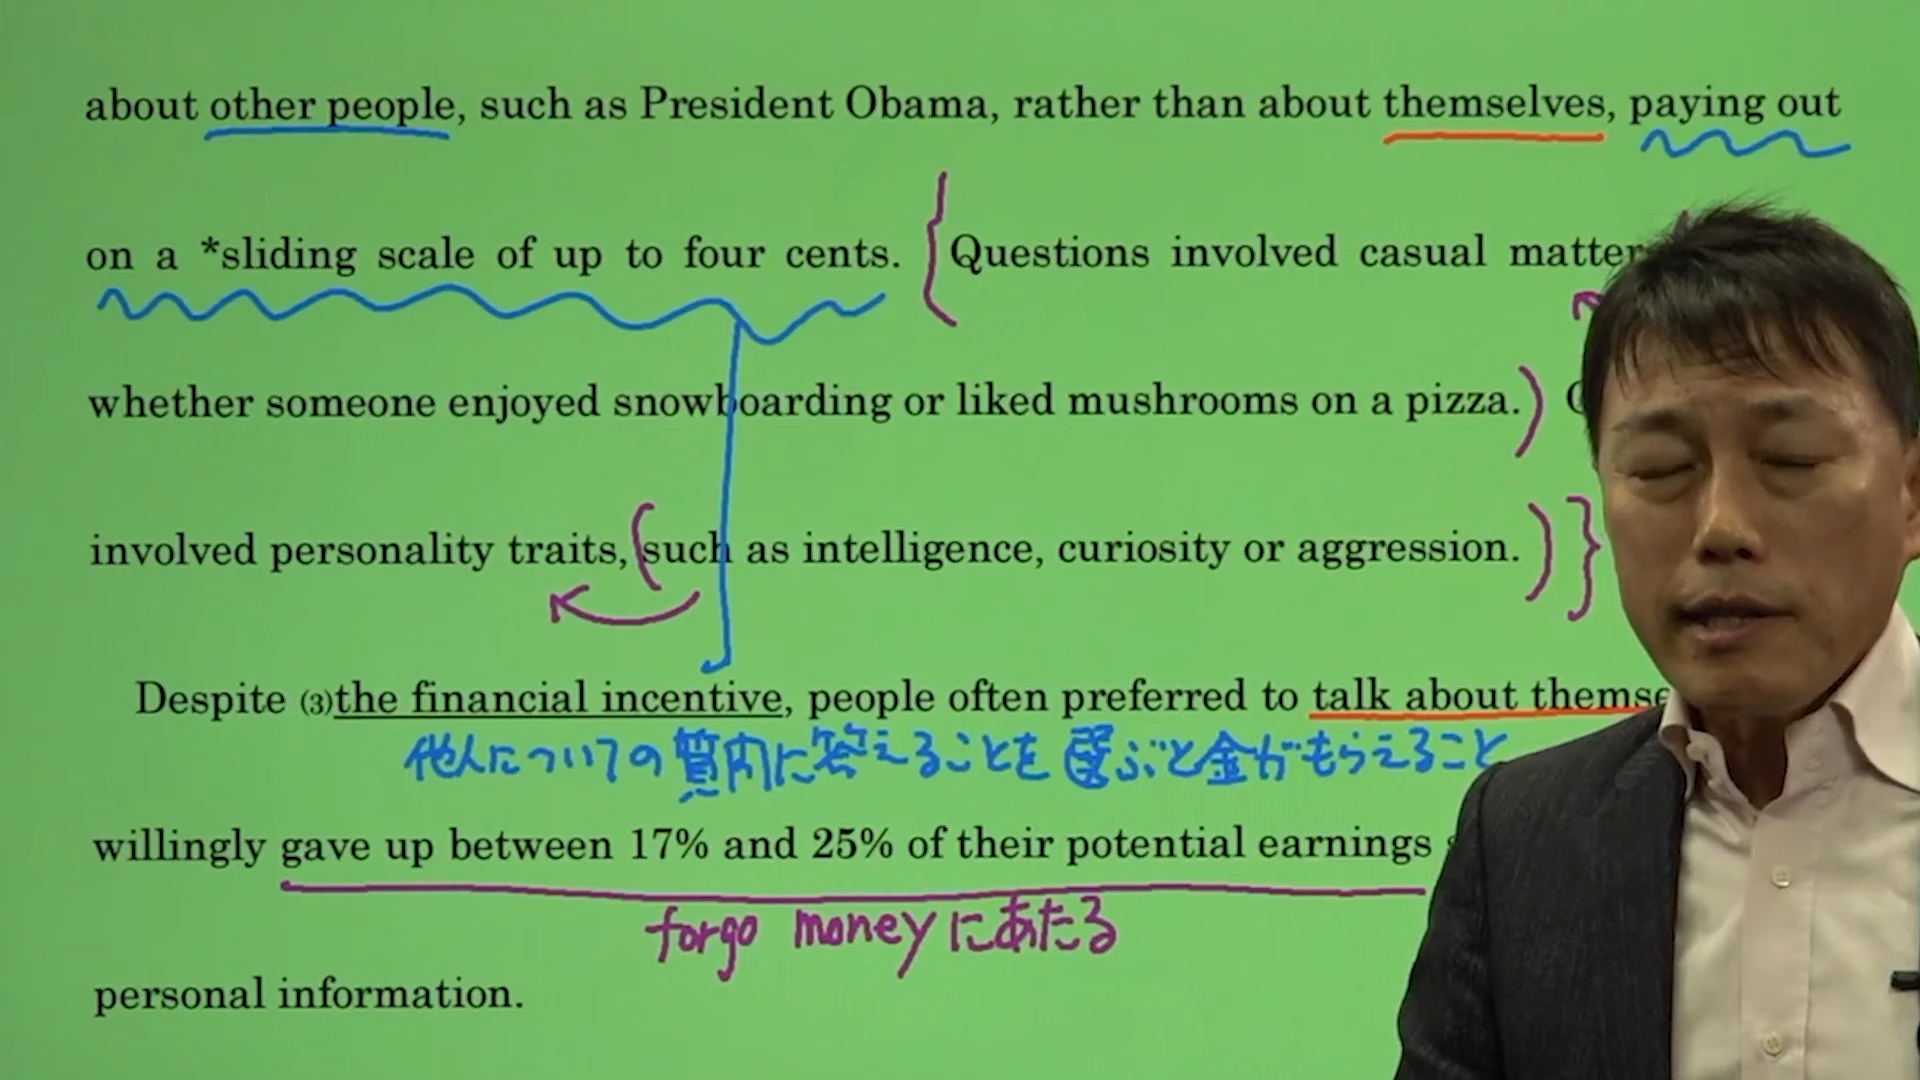 about other people, such as President Obama, rather than about themselves, paying out
on a *sliding scale of up to four cents. Questions involved casual matter
whether someone enjoyed snowboarding or liked mushrooms on a pizza.
involved personality traits, such as intelligence, curiosity or aggression.
Despite (3)the financial incentive, people often preferred to talk about themse
他人についての質問に答えることを選ぶと金がもらえること
willingly gave up between 17% and 25% of their potential earnings
forgo moneyにあたる
personal information.